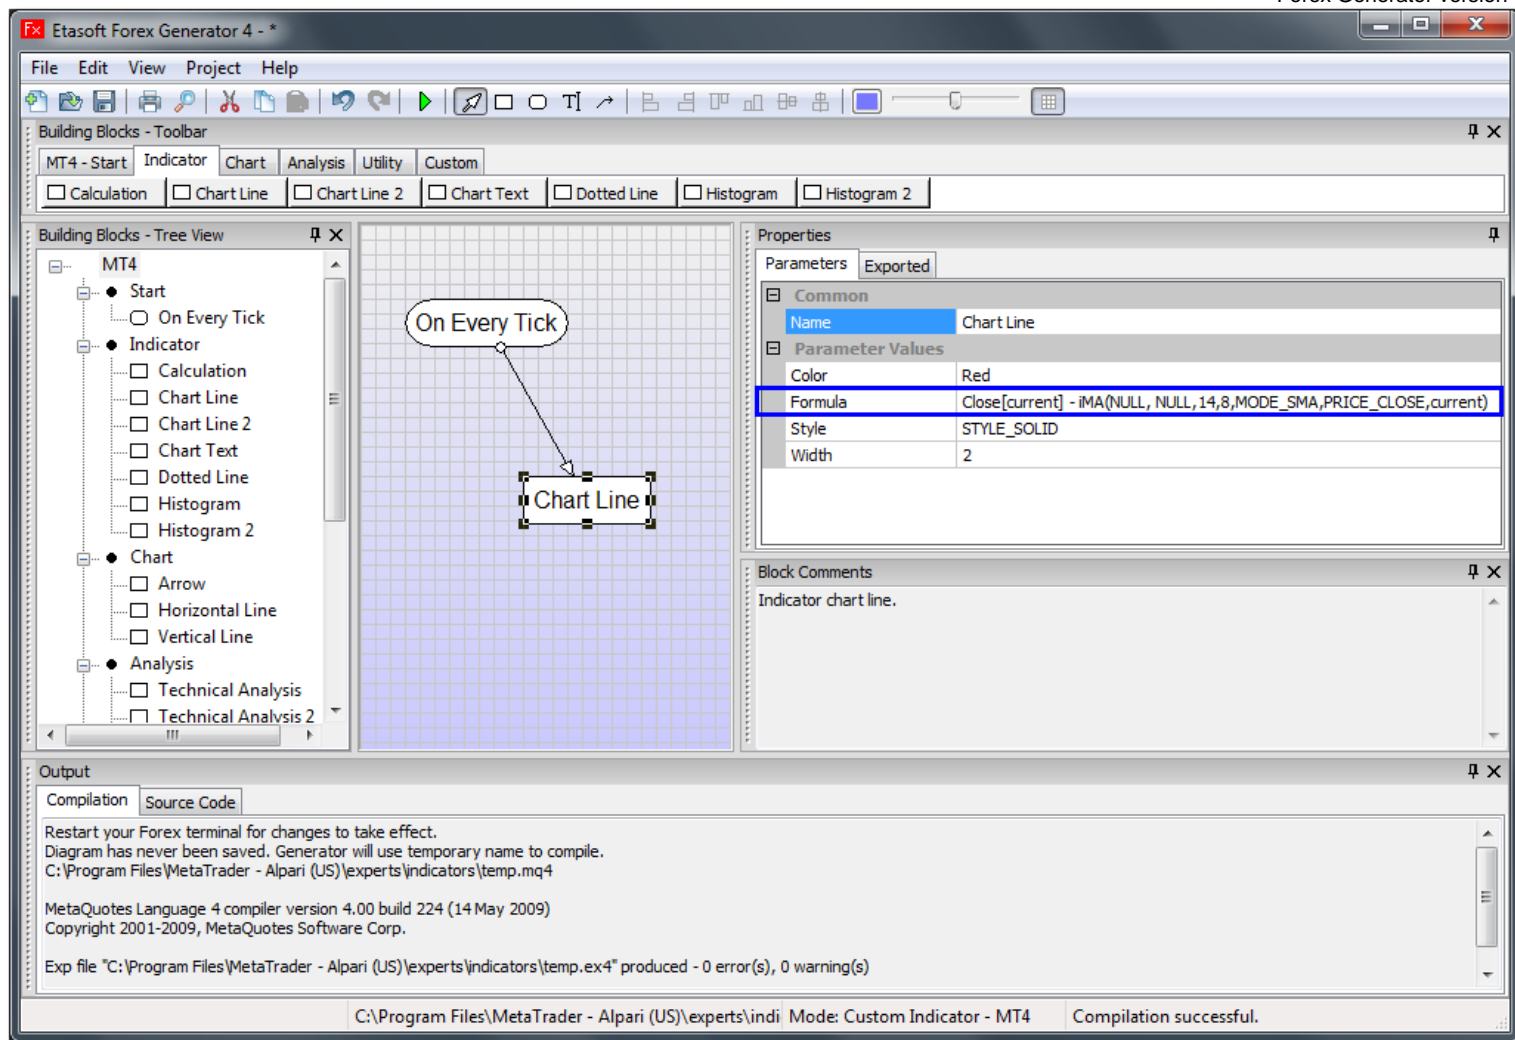 Forex Generator version
Fx Etasoft Forex Generator 4 - *
File Edit View Project Help
Building Blocks - Toolbar
MT4 - Start Indicator Chart Analysis Utility Custom
Calculation Chart Line Chart Line 2 Chart Text Dotted Line Histogram Histogram 2
Building Blocks - Tree View
MT4
Start
On Every Tick
Indicator
Calculation
Chart Line
Chart Line 2
Chart Text
Dotted Line
Histogram
Histogram 2
Chart
Arrow
Horizontal Line
Vertical Line
Analysis
Technical Analysis
Technical Analysis 2
On Every Tick
Chart Line
Properties
Parameters Exported
Common
Name Chart Line
Parameter Values
Color Red
Formula Close[current] - iMA(NULL, NULL,14,8,MODE_SMA,PRICE_CLOSE,current)
Style STYLE_SOLID
Width 2
Block Comments
Indicator chart line.
Output
Compilation Source Code
Restart your Forex terminal for changes to take effect.
Diagram has never been saved. Generator will use temporary name to compile.
C:\Program Files\MetaTrader - Alpari (US)\experts\indicators\temp.mq4
MetaQuotes Language 4 compiler version 4.00 build 224 (14 May 2009)
Copyright 2001-2009, MetaQuotes Software Corp.
Exp file "C:\Program Files\MetaTrader - Alpari (US)\experts\indicators\temp.ex4" produced - 0 error(s), 0 warning(s)
C:\Program Files\MetaTrader - Alpari (US)\experts\indi Mode: Custom Indicator - MT4 Compilation successful.